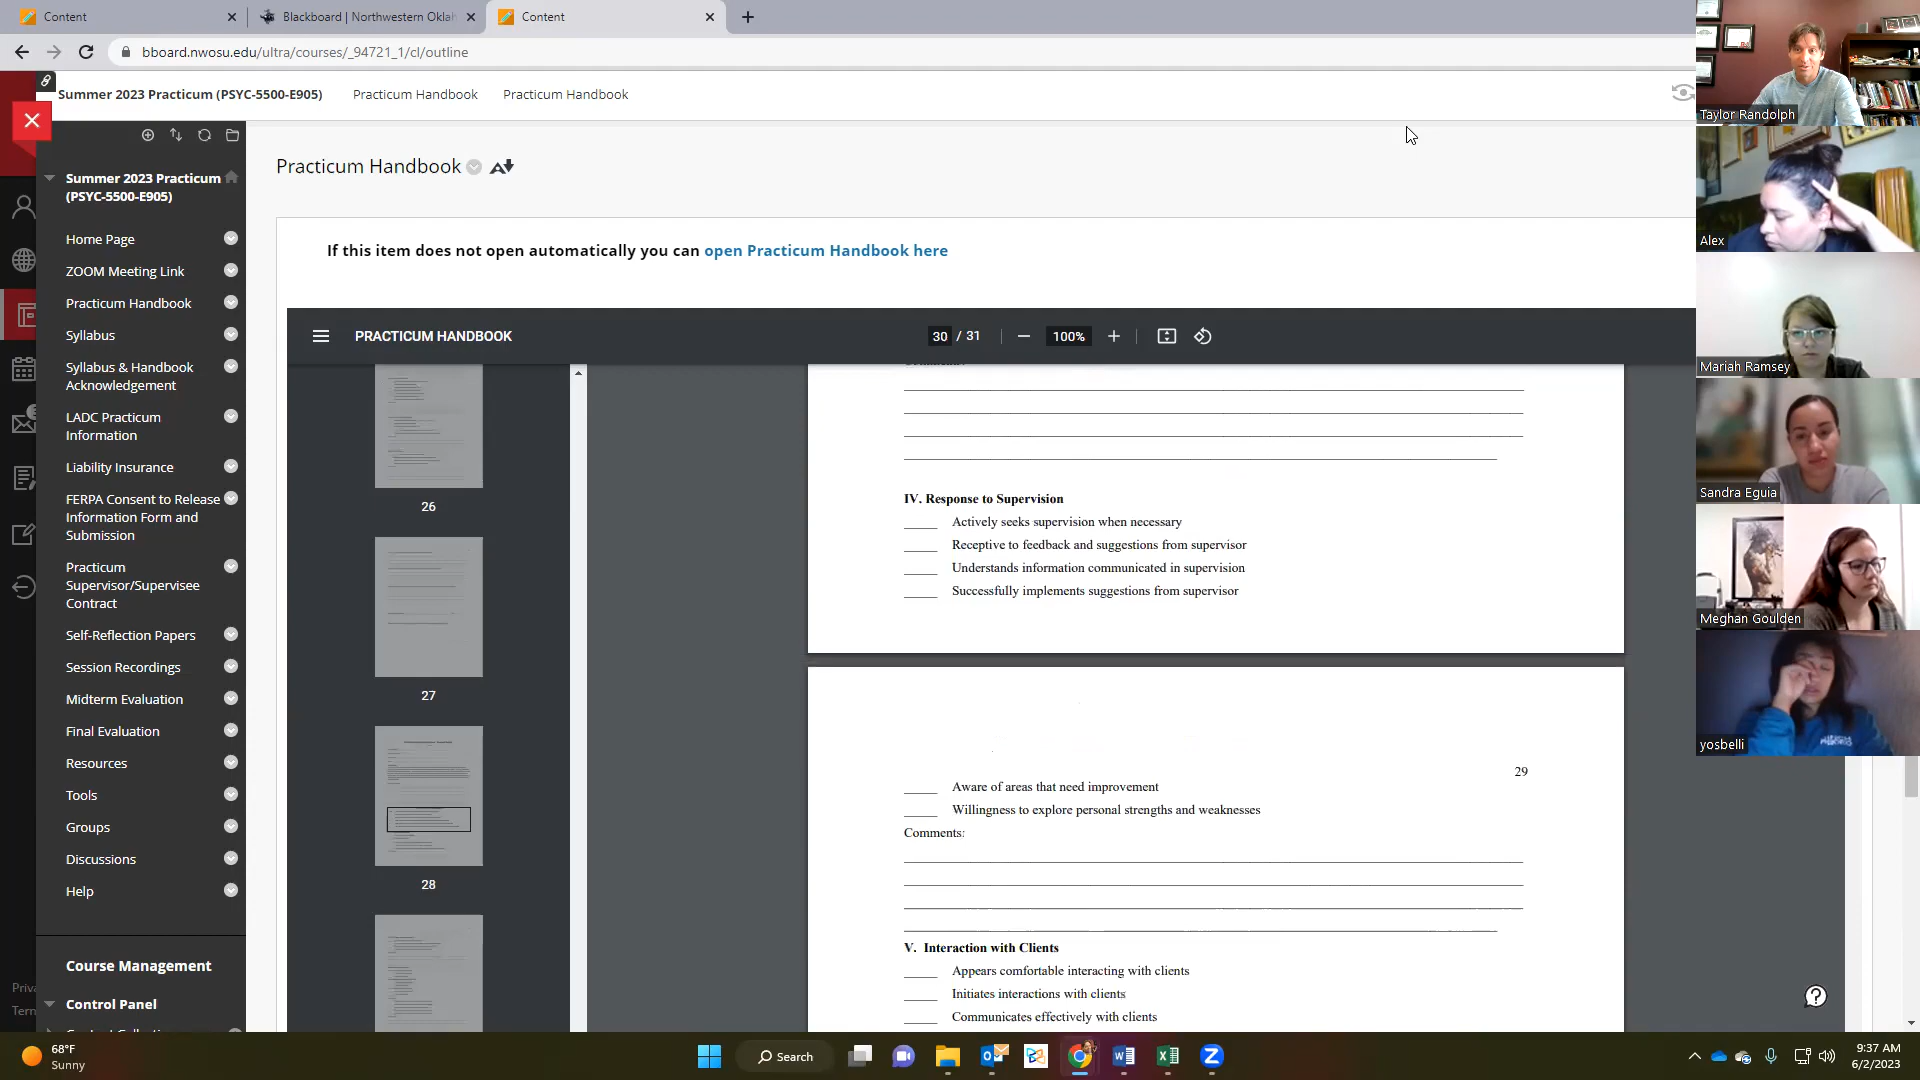 Content
Blackboard | Northwestern Oklah
Content
bboard.nwosu.edu/ultra/courses/_94721_1/cl/outline
Summer 2023 Practicum (PSYC-5500-E905)
Practicum Handbook
Practicum Handbook
Summer 2023 Practicum
(PSYC-5500-E905)
Home Page
ZOOM Meeting Link
Practicum Handbook
Syllabus
Syllabus & Handbook
Acknowledgement
LADC Practicum
Information
Liability Insurance
FERPA Consent to Release
Information Form and
Submission
Practicum
Supervisor/Supervisee
Contract
Self-Reflection Papers
Session Recordings
Midterm Evaluation
Final Evaluation
Resources
Tools
Groups
Discussions
Help
Course Management
Control Panel
Priva
Term
Practicum Handbook
If this item does not open automatically you can open Practicum Handbook here
PRACTICUM HANDBOOK
30 / 31
100%
26
27
28
IV. Response to Supervision
Actively seeks supervision when necessary
Receptive to feedback and suggestions from supervisor
Understands information communicated in supervision
Successfully implements suggestions from supervisor
29
Aware of areas that need improvement
Willingness to explore personal strengths and weaknesses
Comments:
V. Interaction with Clients
Appears comfortable interacting with clients
Initiates interactions with clients
Communicates effectively with clients
Taylor Randolph
Alex
Mariah Ramsey
Sandra Eguia
Meghan Goulden
yosbelli
68°F
Sunny
Search
9:37 AM
6/2/2023